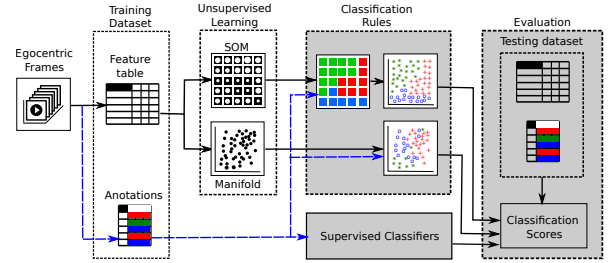 Training
Dataset
Unsupervised
Learning
Classification
Rules
Evaluation
Egocentric
Frames
Feature
table
SOM
Testing dataset
Manifold
Anotations
Supervised Classifiers
Classification
Scores